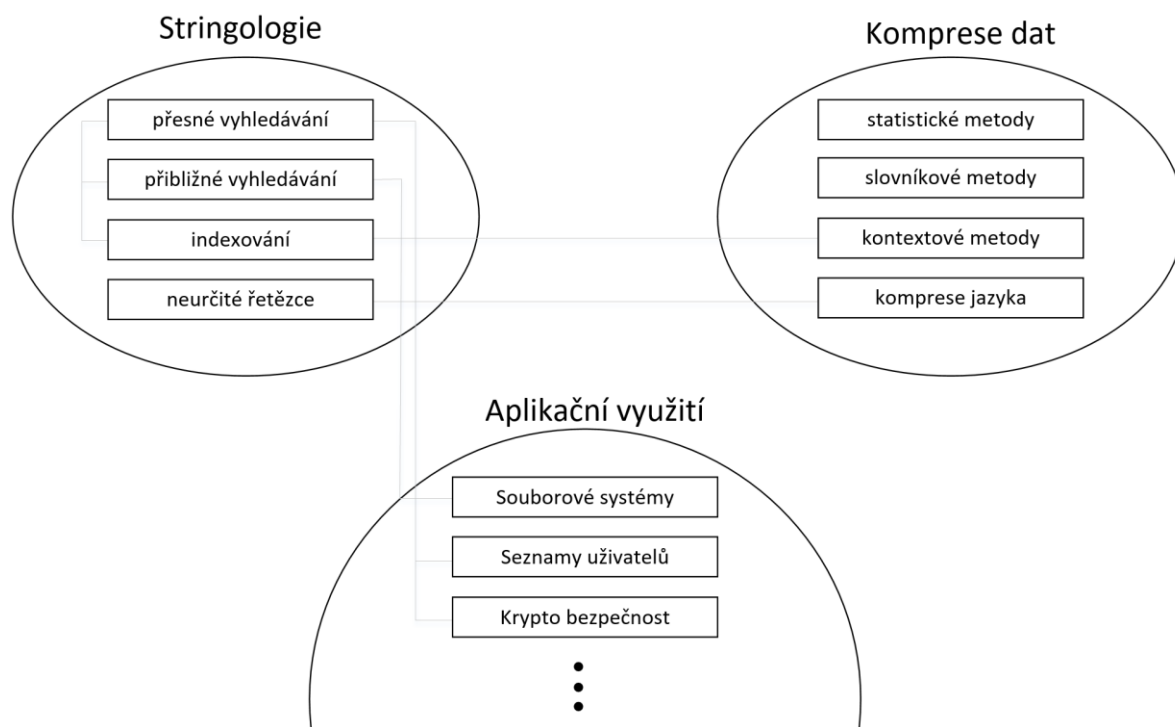 Stringologie
přesné vyhledávání
přibližné vyhledávání
indexování
neurčité řetězce
Komprese dat
statistické metody
slovníkové metody
kontextové metody
komprese jazyka
Aplikační využití
Souborové systémy
Seznamy uživatelů
Krypto bezpečnost